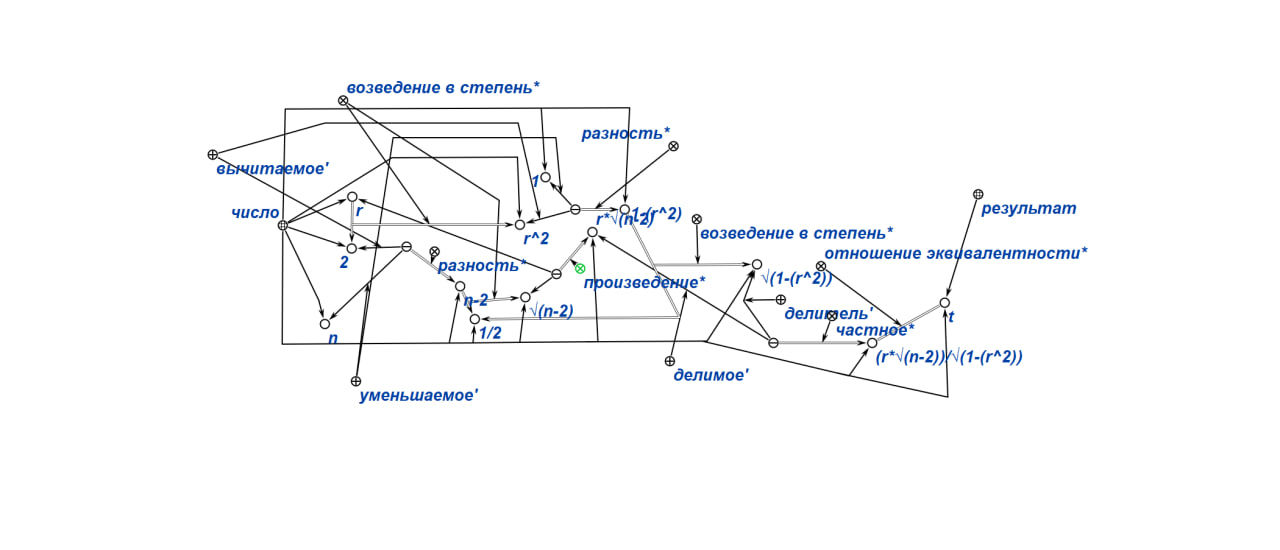 возведение в степень*
разность*
вычитаемое'
1
число
r
r*√(n-2)
1-(r^2)
результат
r^2
возведение в степень*
2
разность*
отношение эквивалентности*
√(1-(r^2))
произведение*
n-2
√(n-2)
делитель'
t
частное*
n
1/2
(r*√(n-2))/√(1-(r^2))
делимое'
уменьшаемое'